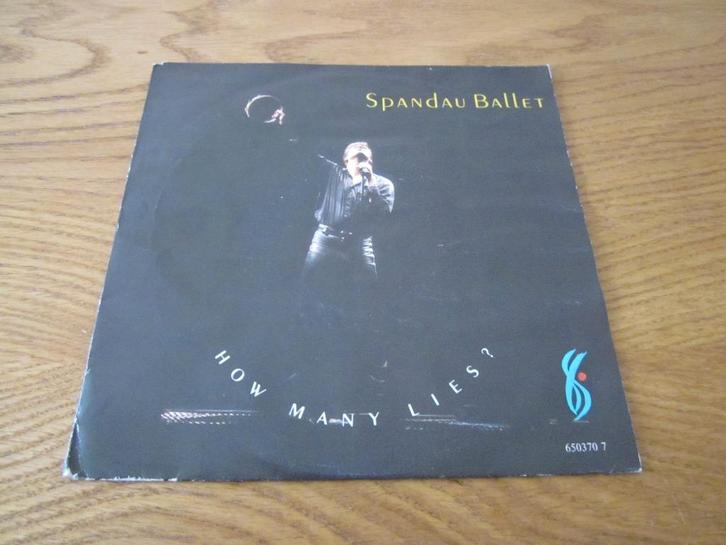 SPANDAU BALLET
HOW MANY LIES?
650370 7